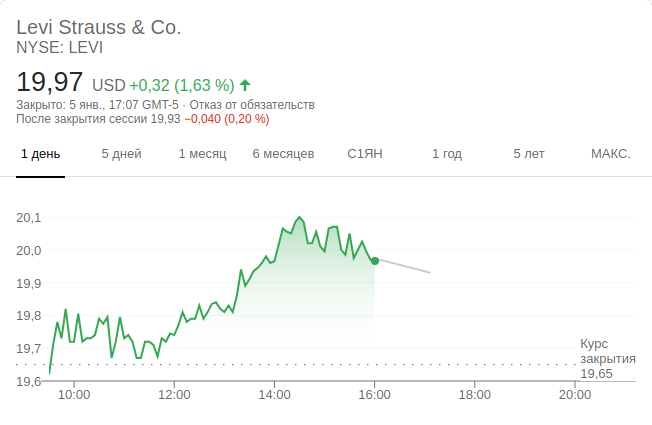 Levi Strauss & Co.
NYSE: LEVI
19,97 USD +0,32 (1,63 %)
Закрыто: 5 янв., 17:07 GMT-5 · Отказ от обязательств
После закрытия сессии 19,93 −0,040 (0,20 %)
1 день 5 дней 1 месяц 6 месяцев С1ЯН 1 год 5 лет МАКС.
20,1
20,0
19,9
19,8
19,7
19,6
Курс
закрытия
19,65
10:00 12:00 14:00 16:00 18:00 20:00